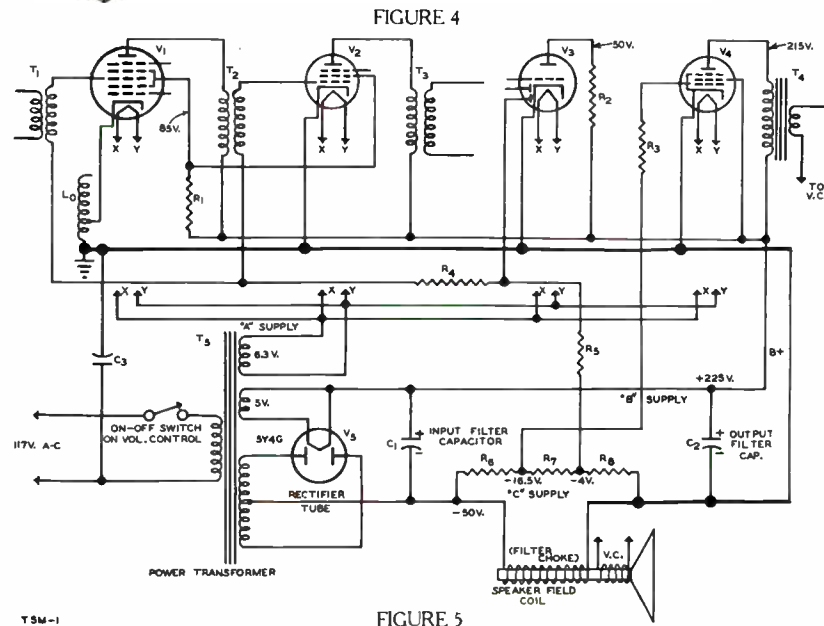 FIGURE 4
T1
V1
T2
V2
T3
V3
50V.
R2
V4
215V.
T4
85V.
R1
R3
X Y
X Y
X Y
X Y
TO
V.C.
LO
R4
X Y
X Y
X Y
X Y
"A" SUPPLY
T5
6.3 V.
C3
R5
B+
5V.
"B" SUPPLY
+225V.
ON-OFF SWITCH
ON VOL. CONTROL
117V. A-C
5Y4G
V5
C1
+
INPUT FILTER
CAPACITOR
-
C2
+
OUTPUT
FILTER
CAP.
-
R6
R7
R8
-16.5V.
-4V.
"C" SUPPLY
-50V.
RECTIFIER
TUBE
POWER TRANSFORMER
(FILTER
CHOKE)
V.C.
SPEAKER FIELD
COIL
TSM-1
FIGURE 5